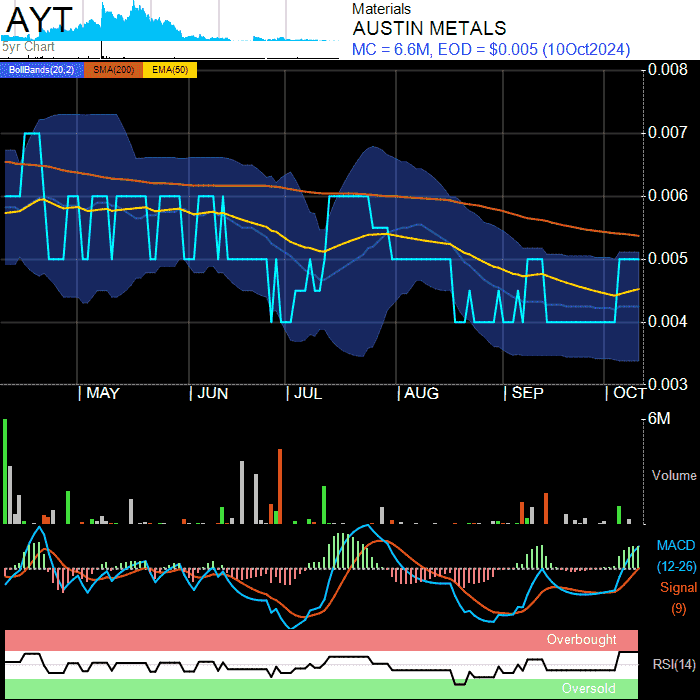 AYT
5yr Chart
Materials
AUSTIN METALS
MC = 6.6M, EOD = $0.005 (10Oct2024)
BollBands(20,2) SMA(200) EMA(50)
0.008
0.007
0.006
0.005
0.004
0.003
| MAY | JUN | JUL | AUG | SEP | OCT
6M
Volume
MACD
(12-26)
Signal
(9)
Overbought
RSI(14)
Oversold